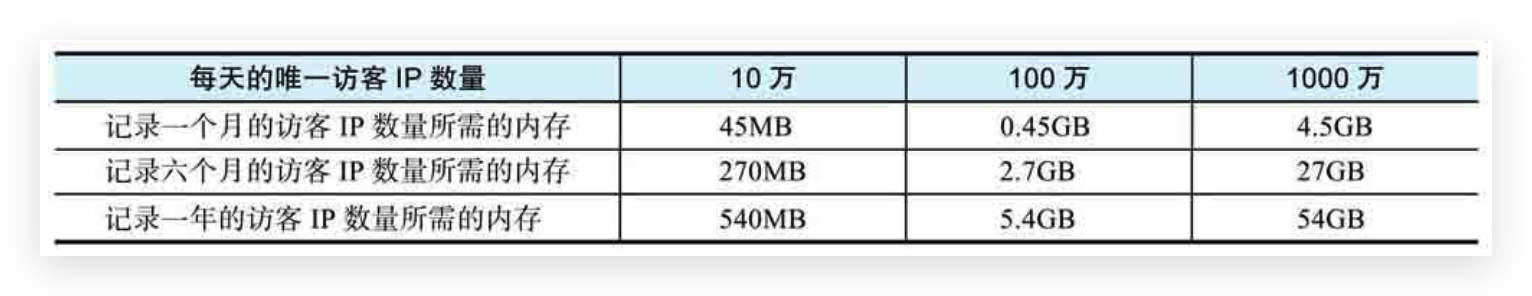 每天的唯一访客 IP 数量 10 万 100 万 1000 万
记录一个月的访客 IP 数量所需的内存 45MB 0.45GB 4.5GB
记录六个月的访客 IP 数量所需的内存 270MB 2.7GB 27GB
记录一年的访客 IP 数量所需的内存 540MB 5.4GB 54GB